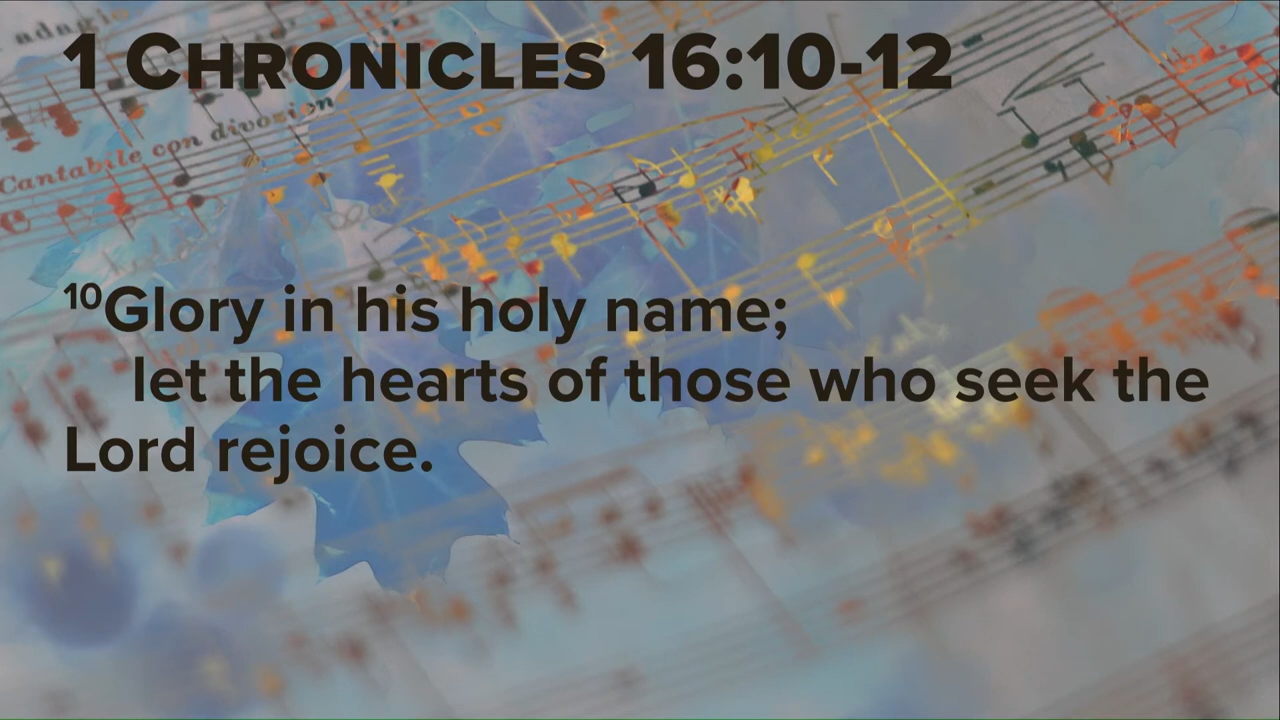 adagio
1 Chronicles 16:10-12
Cantabile con divozion
10Glory in his holy name;
let the hearts of those who seek the
Lord rejoice.